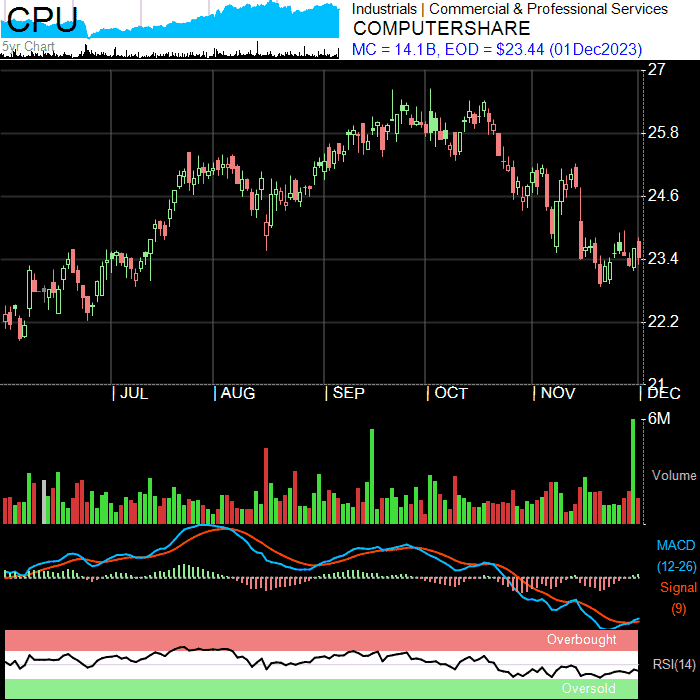 CPU
5yr Chart
Industrials | Commercial & Professional Services
COMPUTERSHARE
MC = 14.1B, EOD = $23.44 (01Dec2023)
27
25.8
24.6
23.4
22.2
21
JUL
AUG
SEP
OCT
NOV
DEC
6M
Volume
MACD
(12-26)
Signal
(9)
Overbought
RSI(14)
Oversold